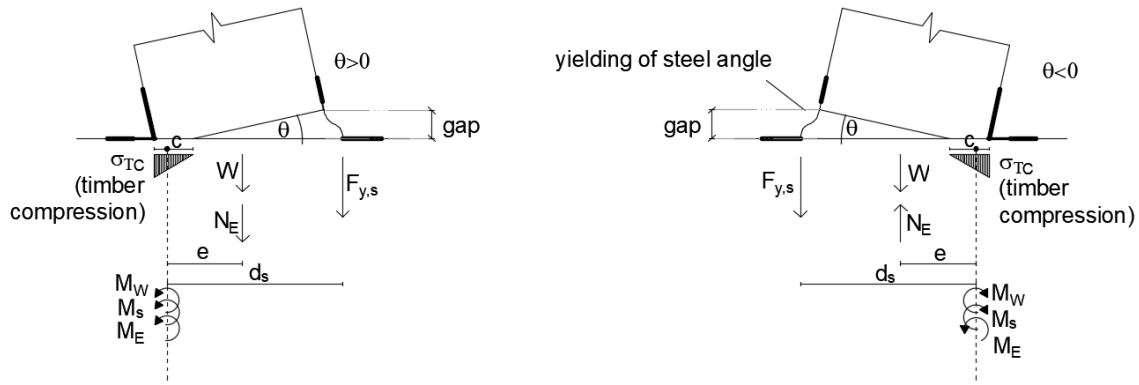 θ>0
gap
θ
c
σTC
(timber
compression)
W
Fy,s
NE
e
ds
MW
Ms
ME
yielding of steel angle
θ<0
gap
θ
c
σTC
(timber
compression)
W
Fy,s
NE
e
ds
MW
Ms
ME